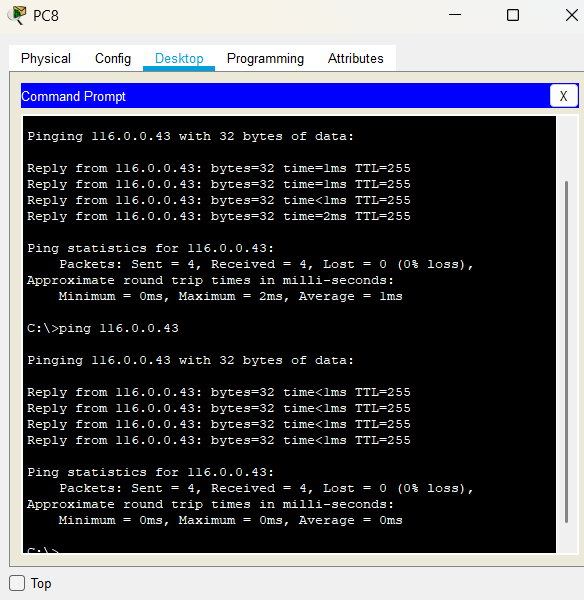 PC8
Physical Config Desktop Programming Attributes
Command Prompt
X
Pinging 116.0.0.43 with 32 bytes of data:
Reply from 116.0.0.43: bytes=32 time=1ms TTL=255
Reply from 116.0.0.43: bytes=32 time=1ms TTL=255
Reply from 116.0.0.43: bytes=32 time<1ms TTL=255
Reply from 116.0.0.43: bytes=32 time=2ms TTL=255
Ping statistics for 116.0.0.43:
Packets: Sent = 4, Received = 4, Lost = 0 (0% loss),
Approximate round trip times in milli-seconds:
Minimum = 0ms, Maximum = 2ms, Average = 1ms
C:\>ping 116.0.0.43
Pinging 116.0.0.43 with 32 bytes of data:
Reply from 116.0.0.43: bytes=32 time<1ms TTL=255
Reply from 116.0.0.43: bytes=32 time<1ms TTL=255
Reply from 116.0.0.43: bytes=32 time<1ms TTL=255
Reply from 116.0.0.43: bytes=32 time<1ms TTL=255
Ping statistics for 116.0.0.43:
Packets: Sent = 4, Received = 4, Lost = 0 (0% loss),
Approximate round trip times in milli-seconds:
Minimum = 0ms, Maximum = 0ms, Average = 0ms
C:\>
Top